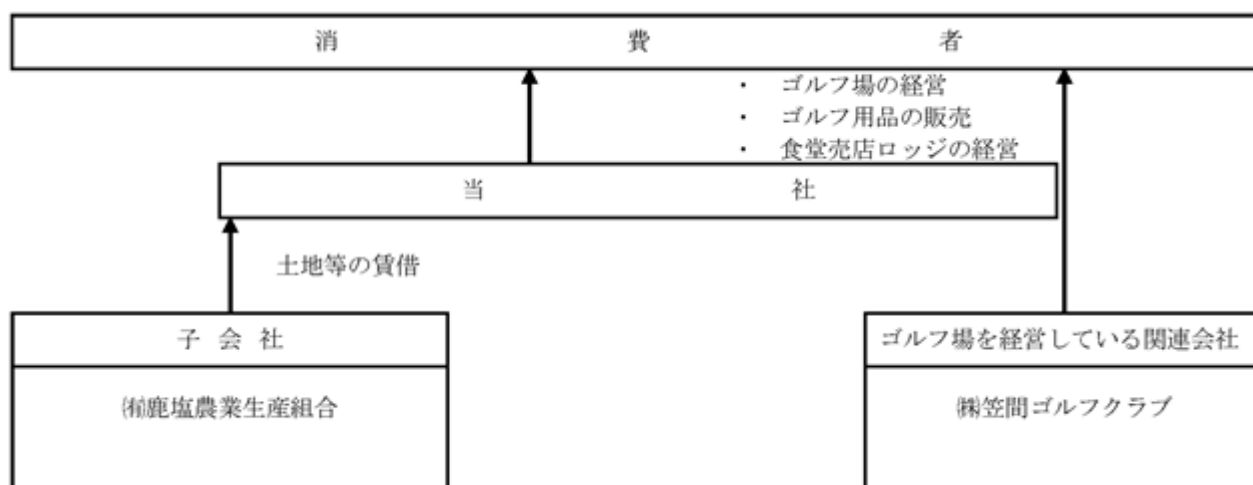 消費者
・ ゴルフ場の経営
・ ゴルフ用品の販売
・ 食堂売店ロッジの経営
当社
土地等の賃借
子会社
㈲鹿塩農業生産組合
ゴルフ場を経営している関連会社
㈱笠間ゴルフクラブ